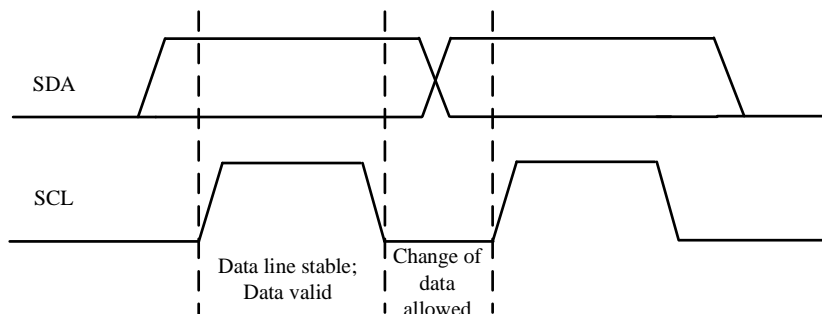 SDA
SCL
Data line stable;
Data valid
Change of
data
allowed